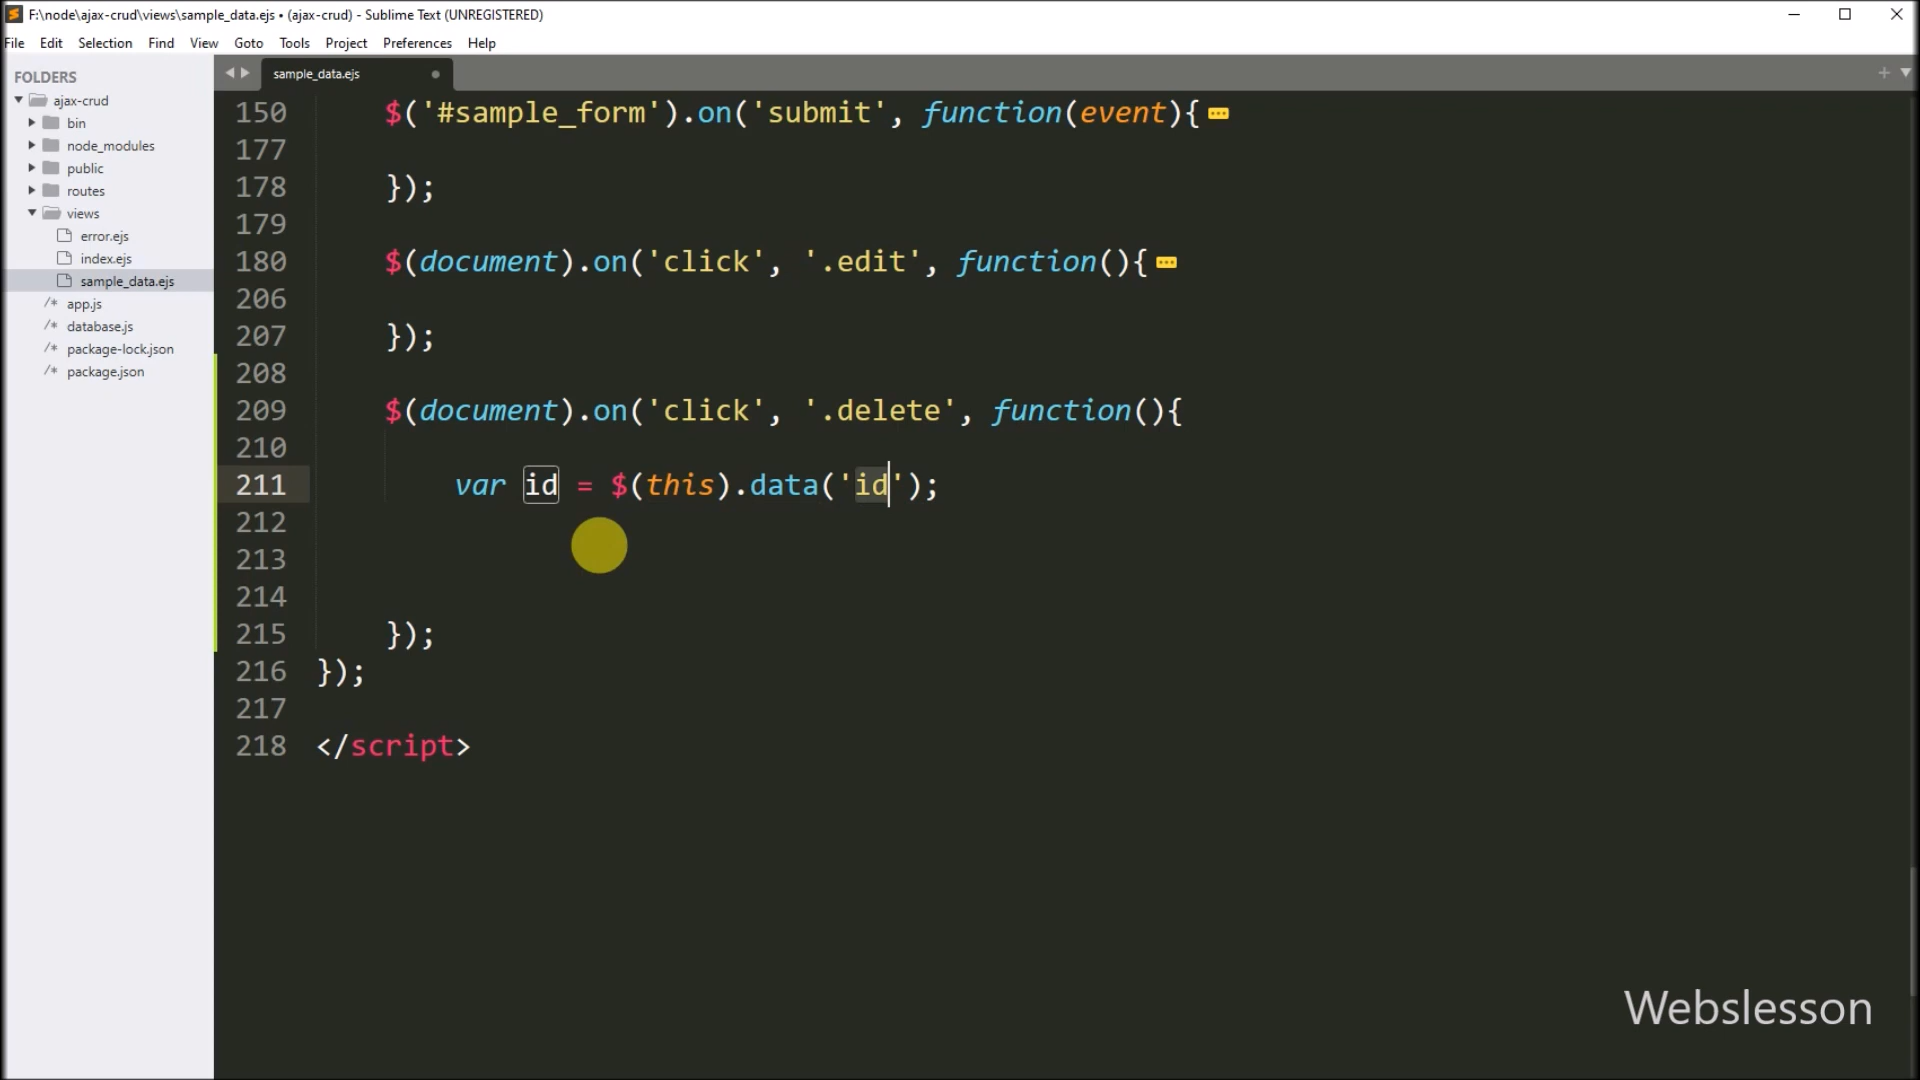 F:\node\ajax-crud\views\sample_data.ejs • (ajax-crud) - Sublime Text (UNREGISTERED)
File Edit Selection Find View Goto Tools Project Preferences Help
FOLDERS
ajax-crud
bin
node_modules
public
routes
views
error.ejs
index.ejs
sample_data.ejs
/* app.js
/* database.js
/* package-lock.json
/* package.json
sample_data.ejs
150 $('#sample_form').on('submit', function(event){
177
178 });
179
180 $(document).on('click', '.edit', function(){
206
207 });
208
209 $(document).on('click', '.delete', function(){
210
211 var id = $(this).data('id');
212
213
214
215 });
216 });
217
218 </script>
Webslesson